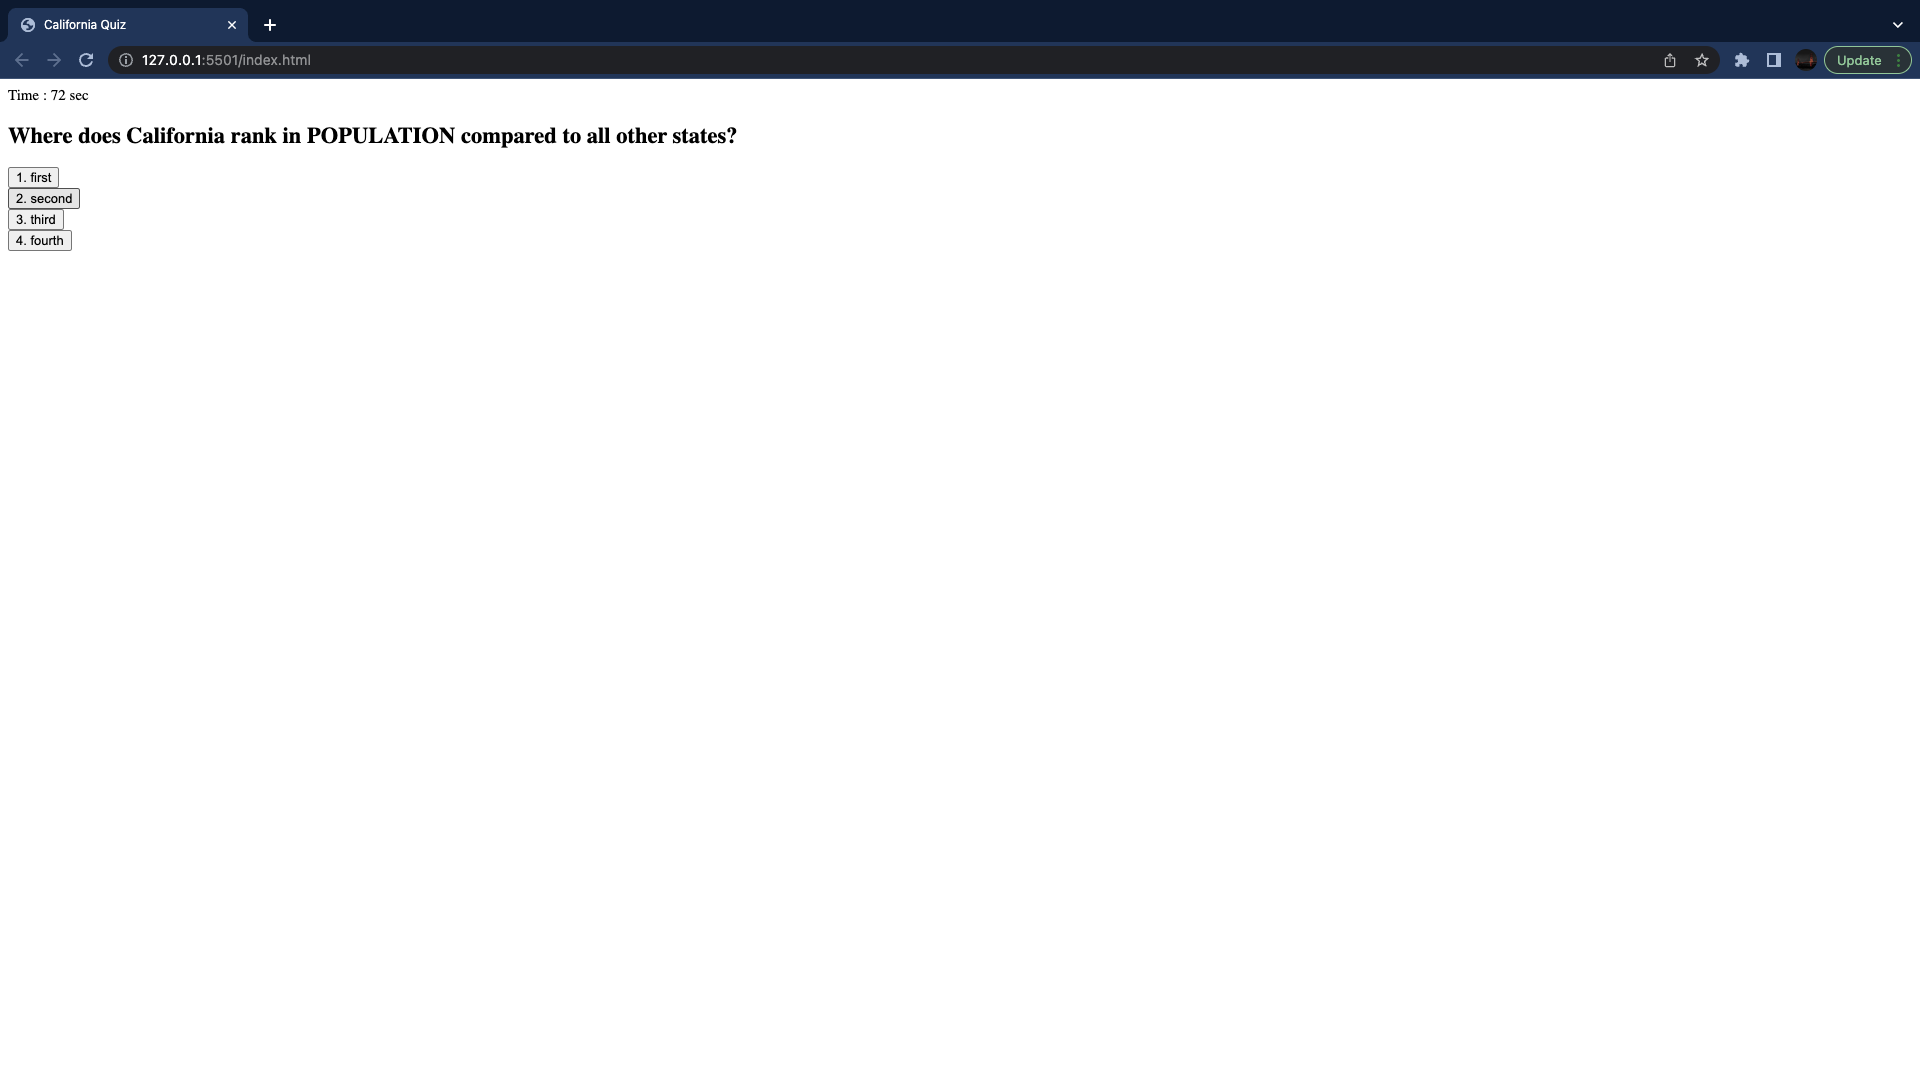 California Quiz
127.0.0.1:5501/index.html
Update
Time : 72 sec
Where does California rank in POPULATION compared to all other states?
1. first
2. second
3. third
4. fourth